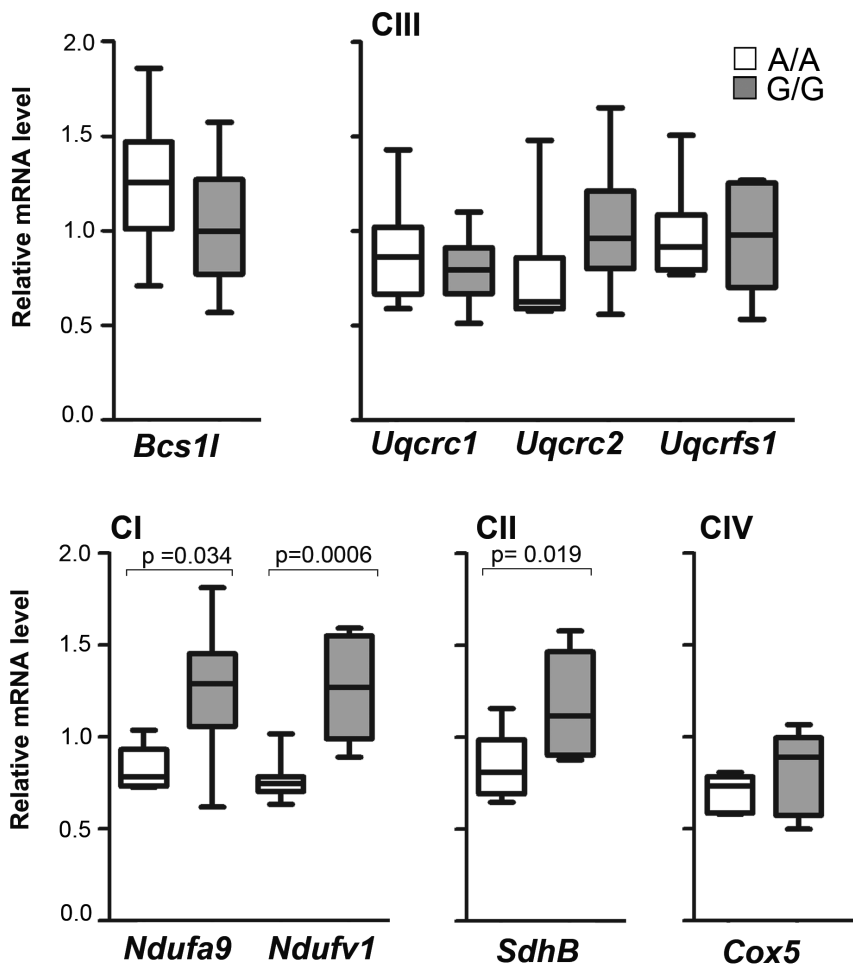 CIII
2.0
1.5
1.0
0.5
0.0
Relative mRNA level
A/A
G/G
Bcs1l
Uqcrc1 Uqcrc2 Uqcrfs1
CI
CII
CIV
p =0.034
p=0.0006
p= 0.019
2.0
1.5
1.0
0.5
0.0
Relative mRNA level
Ndufa9 Ndufv1
SdhB
Cox5